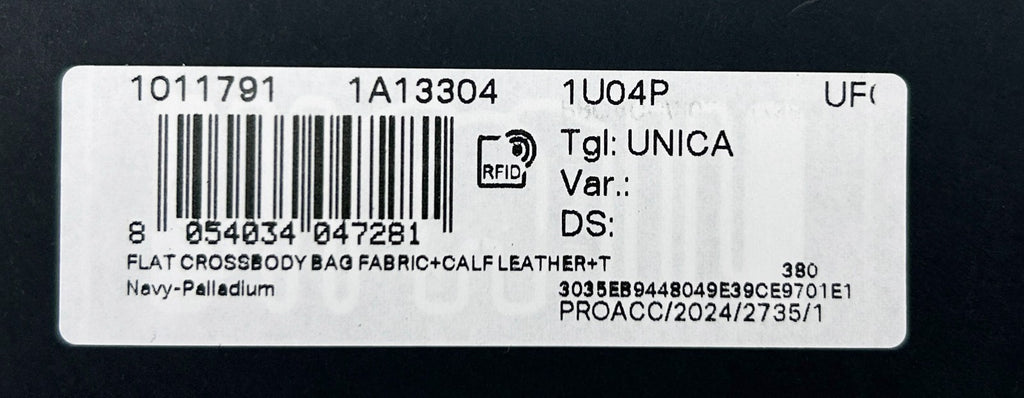 1011791 1A13304 1U04P UF
RFID
Tgl: UNICA
Var.:
DS:
8 054034 047281
FLAT CROSSBODY BAG FABRIC+CALF LEATHER+T
Navy-Palladium
380
3035EB9448049E39CE9701E1
PROACC/2024/2735/1